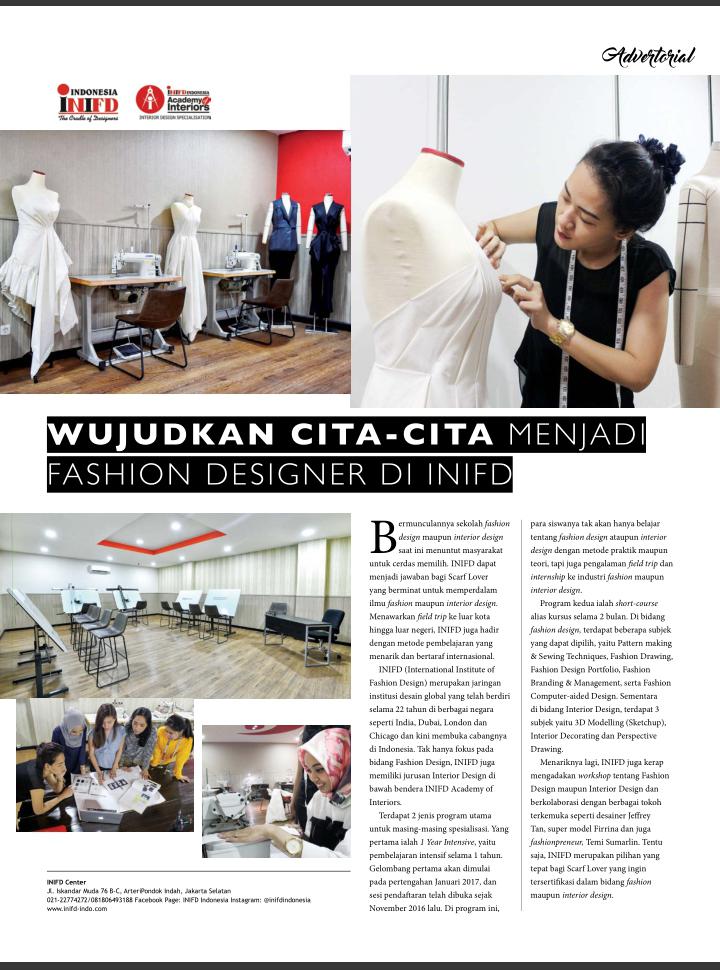 Advertorial
INDONESIA
INIFD
The Cradle of Designers
INIFD INDONESIA
Academy of
Interiors
INTERIOR DESIGN SPECIALISATION
WUJUDKAN CITA-CITA MENJADI
FASHION DESIGNER DI INIFD
Bermunculannya sekolah fashion
design maupun interior design
saat ini menuntut masyarakat
untuk cerdas memilih. INIFD dapat
menjadi jawaban bagi Scarf Lover
yang berminat untuk memperdalam
ilmu fashion maupun interior design.
Menawarkan field trip ke luar kota
hingga luar negeri, INIFD juga hadir
dengan metode pembelajaran yang
menarik dan bertaraf internasional.
INIFD (International Institute of
Fashion Design) merupakan jaringan
institusi desain global yang telah berdiri
selama 22 tahun di berbagai negara
seperti India, Dubai, London dan
Chicago dan kini membuka cabangnya
di Indonesia. Tak hanya fokus pada
bidang Fashion Design, INIFD juga
memiliki jurusan Interior Design di
bawah bendera INIFD Academy of
Interiors.
Terdapat 2 jenis program utama
untuk masing-masing spesialisasi. Yang
pertama ialah 1 Year Intensive, yaitu
pembelajaran intensif selama 1 tahun.
Gelombang pertama akan dimulai
pada pertengahan Januari 2017, dan
sesi pendaftaran telah dibuka sejak
November 2016 lalu. Di program ini,
para siswanya tak akan hanya belajar
tentang fashion design ataupun interior
design dengan metode praktik maupun
teori, tapi juga pengalaman field trip dan
internship ke industri fashion maupun
interior design.
Program kedua ialah short-course
alias kursus selama 2 bulan. Di bidang
fashion design, terdapat beberapa subjek
yang dapat dipilih, yaitu Pattern making
& Sewing Techniques, Fashion Drawing,
Fashion Design Portfolio, Fashion
Branding & Management, serta Fashion
Computer-aided Design. Sementara
di bidang Interior Design, terdapat 3
subjek yaitu 3D Modelling (Sketchup),
Interior Decorating dan Perspective
Drawing.
Menariknya lagi, INIFD juga kerap
mengadakan workshop tentang Fashion
Design maupun Interior Design dan
berkolaborasi dengan berbagai tokoh
terkemuka seperti desainer Jeffrey
Tan, super model Firrina dan juga
fashionpreneur, Temi Sumarlin. Tentu
saja, INIFD merupakan pilihan yang
tepat bagi Scarf Lover yang ingin
tersertifikasi dalam bidang fashion
maupun interior design.
INIFD Center
Jl. Iskandar Muda 76 B-C, ArteriPondok Indah, Jakarta Selatan
021-22774272/081806493188 Facebook Page: INIFD Indonesia Instagram: @inifdindonesia
www.inifd-indo.com